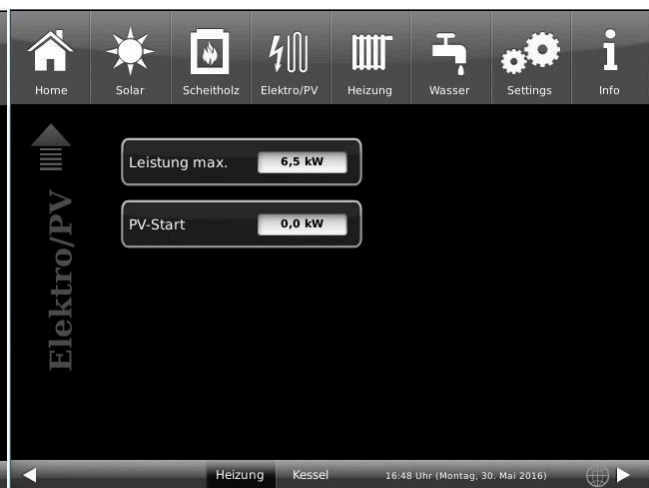 Home Solar Scheitholz Elektro/PV Heizung Wasser Settings Info
Elektro/PV
Leistung max. 6,5 kW
PV-Start 0,0 kW
Heizung Kessel 16:48 Uhr (Montag, 30. Mai 2016)